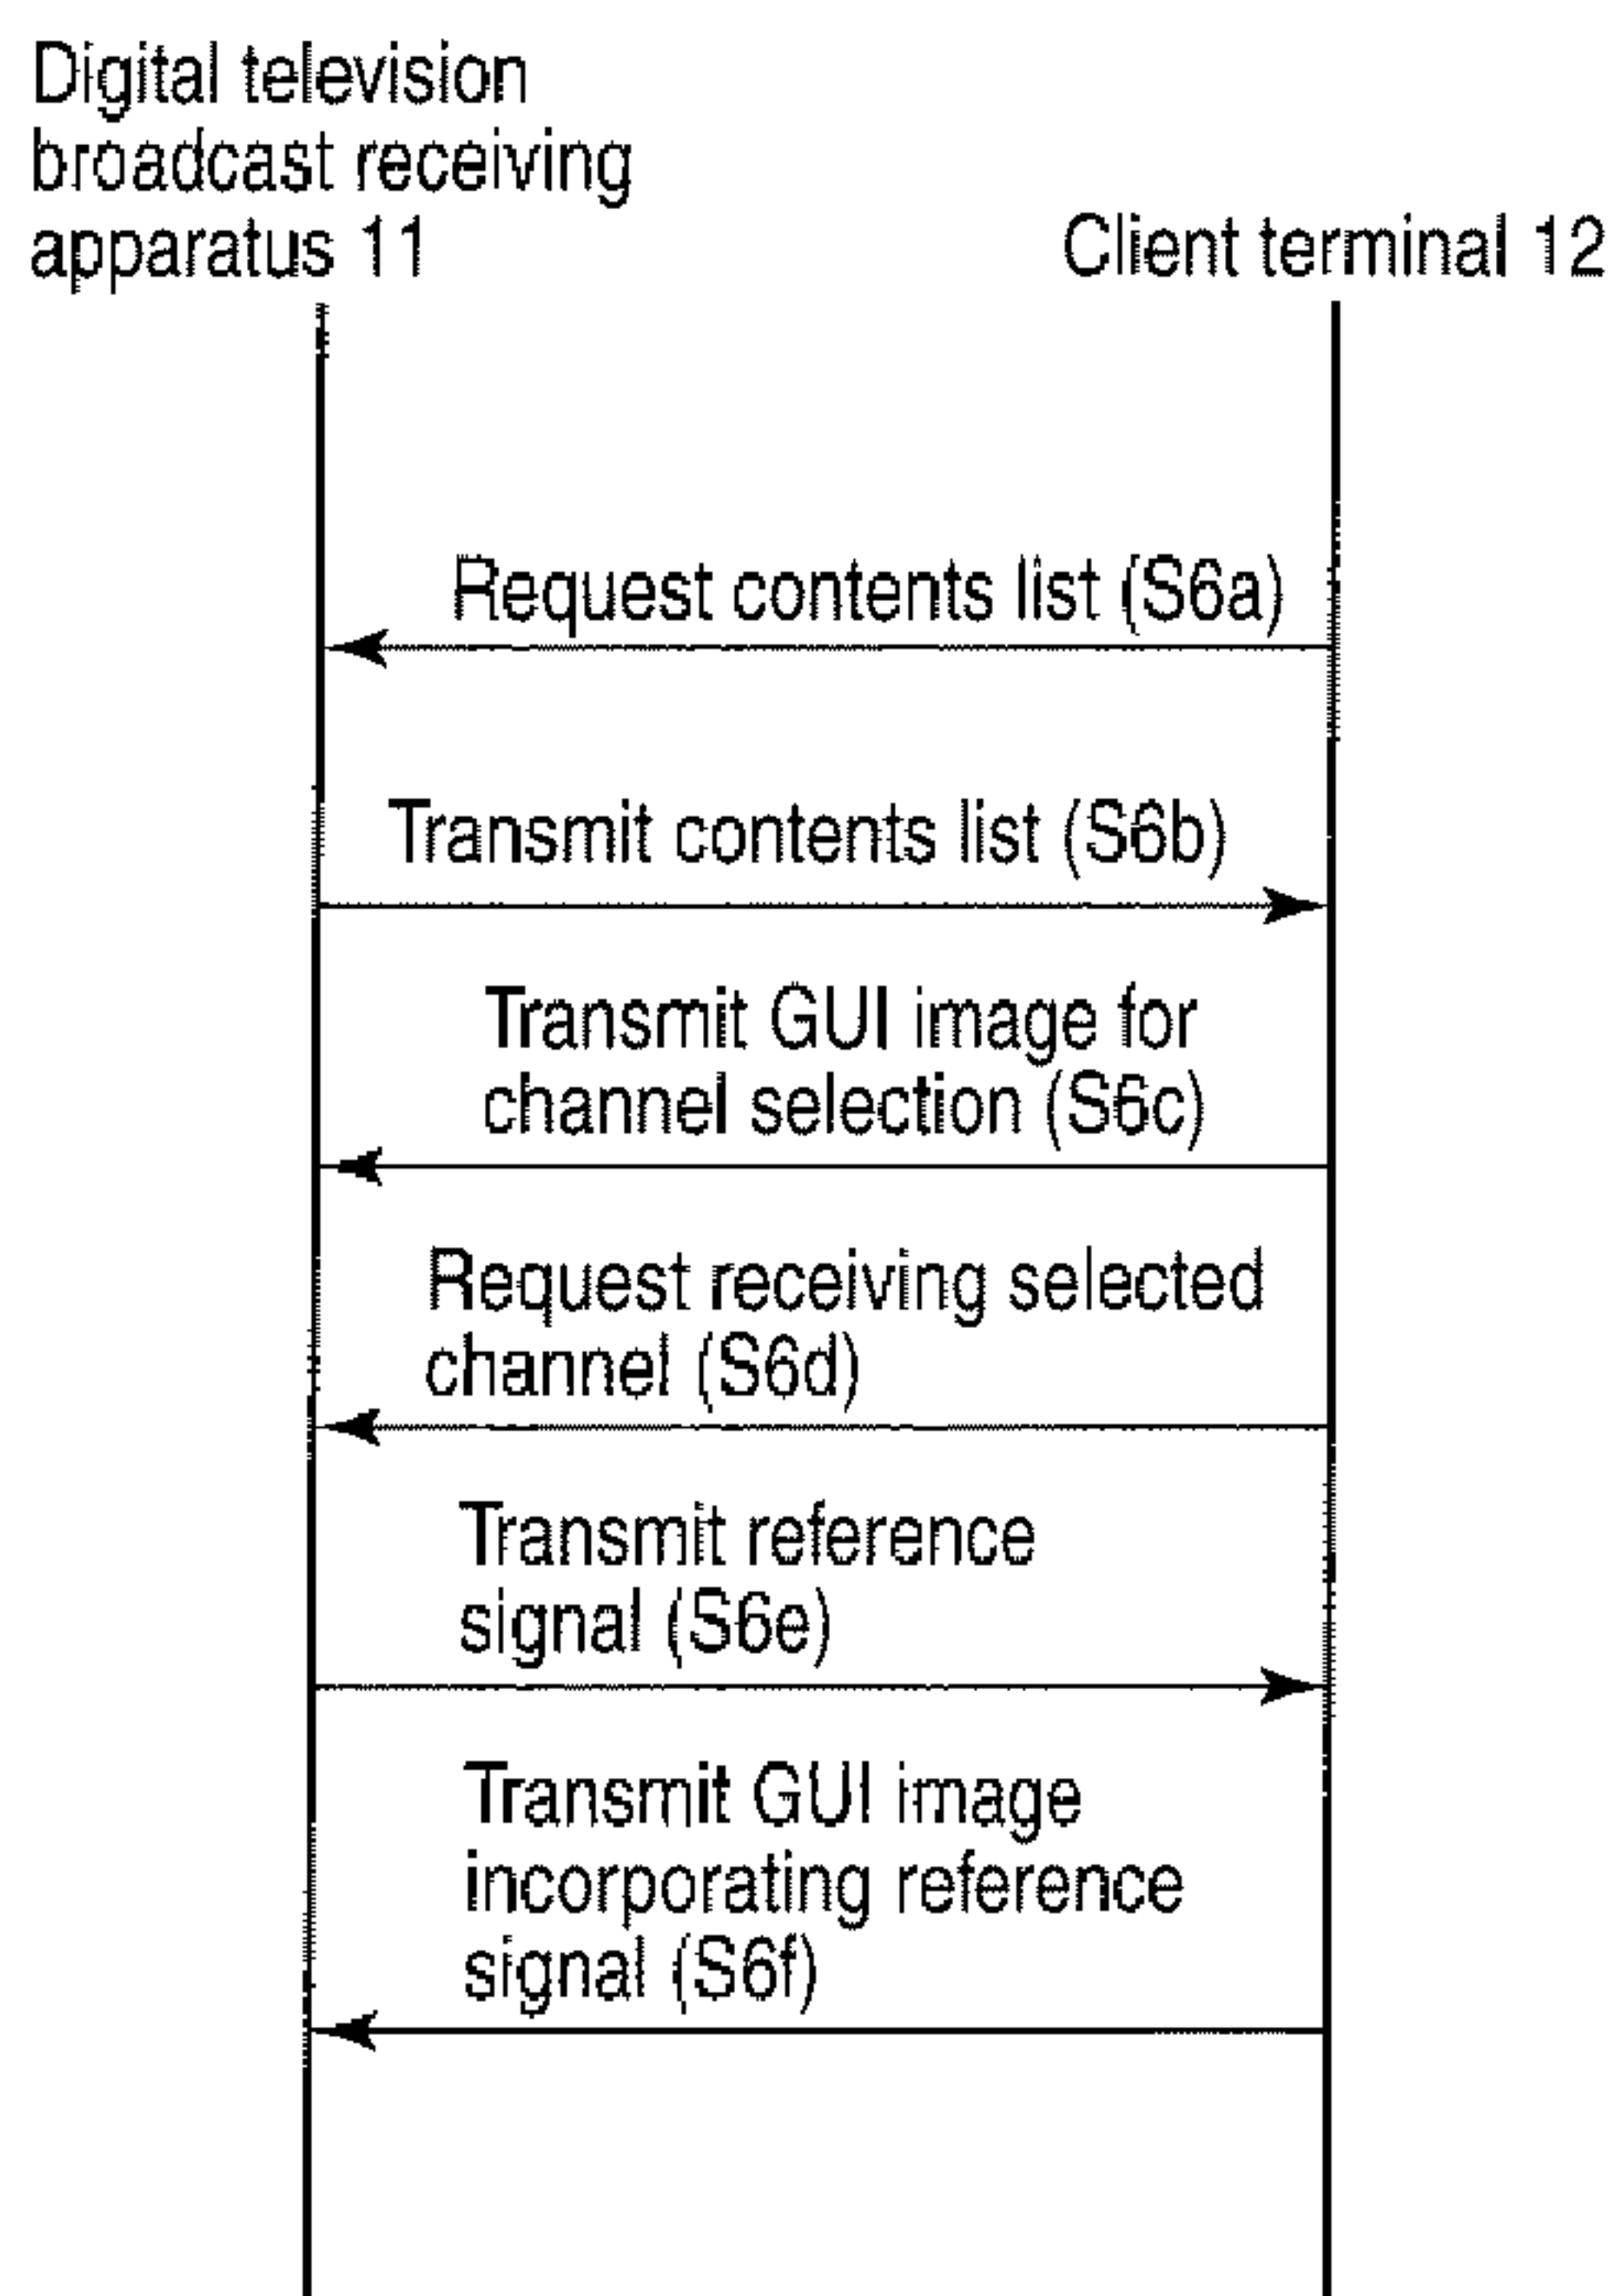 Digital television
broadcast receiving
apparatus 11
Client terminal 12
Request contents list (S6a)
Transmit contents list (S6b)
Transmit GUI image for
channel selection (S6c)
Request receiving selected
channel (S6d)
Transmit reference
signal (S6e)
Transmit GUI image
incorporating reference
signal (S6f)